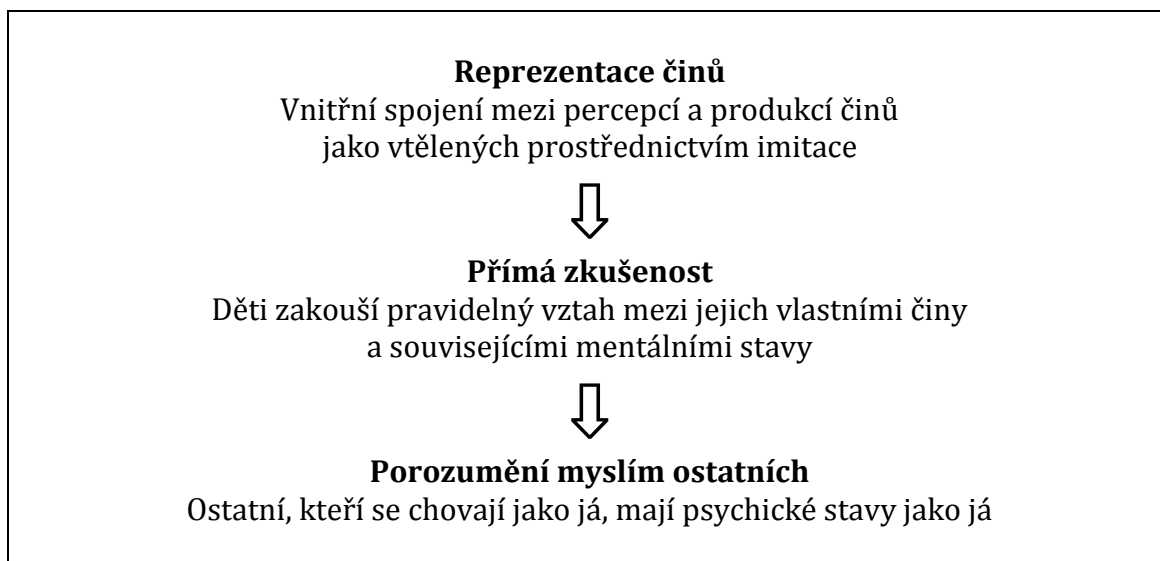 Reprezentace činů
Vnitřní spojení mezi percepcí a produkcí činů
jako vtělených prostřednictvím imitace
Přímá zkušenost
Děti zakouší pravidelný vztah mezi jejich vlastními činy
a souvisejícími mentálními stavy
Porozumění myslím ostatních
Ostatní, kteří se chovají jako já, mají psychické stavy jako já